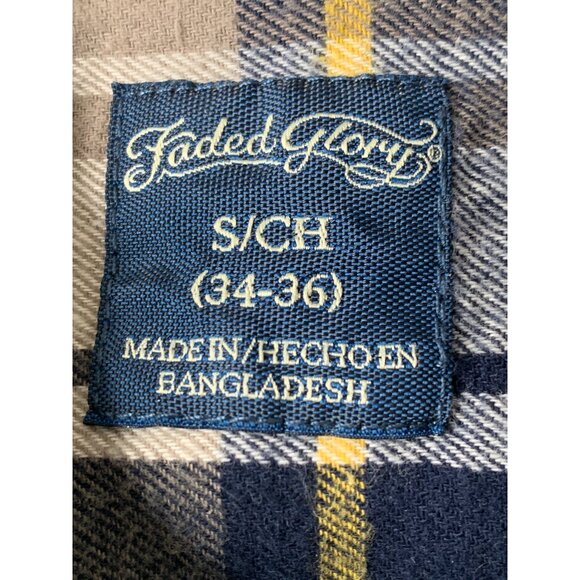 Faded Glory®
S/CH
(34-36)
MADE IN/HECHO EN
BANGLADESH